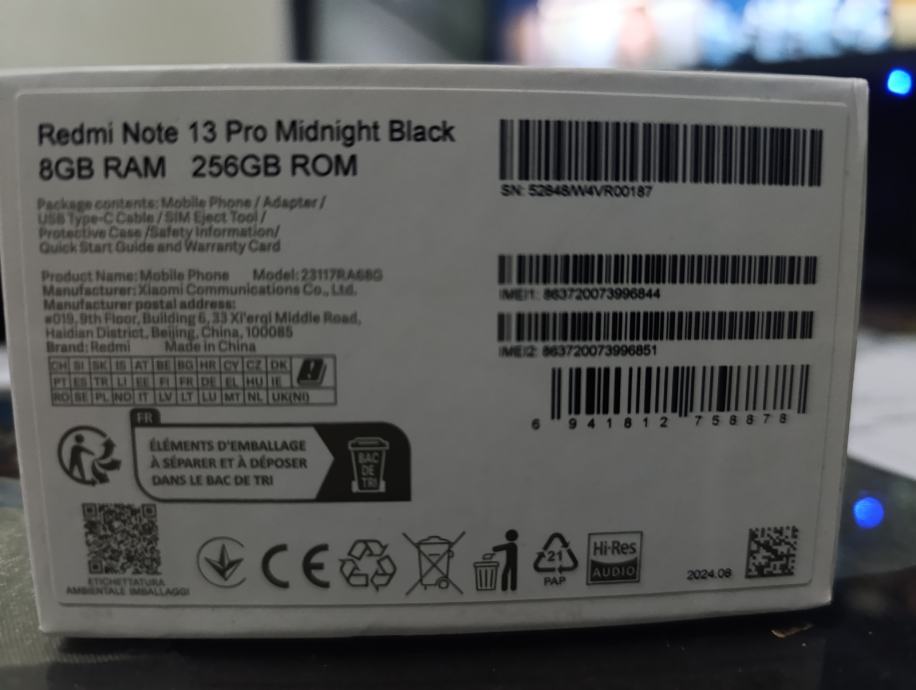 Redmi Note 13 Pro Midnight Black
8GB RAM 256GB ROM
Package contents: Mobile Phone / Adapter /
USB Type-C Cable / SIM Eject Tool /
Protective Case /Safety Information/
Quick Start Guide and Warranty Card
Product Name: Mobile Phone Model: 23117RA68G
Manufacturer: Xiaomi Communications Co., Ltd.
Manufacturer postal address:
#019, 9th Floor, Building 6, 33 Xi'erqi Middle Road,
Haidian District, Beijing, China, 100085
Brand: Redmi Made in China
CH SI SK IS AT BE BG HR CY CZ DK
PT ES TR LI EE FI FR DE EL HU IE
RO SE PL NO IT LV LT LU MT NL UK(NI)
FR
ÉLÉMENTS D'EMBALLAGE
À SÉPARER ET À DÉPOSER
DANS LE BAC DE TRI
BAC
DE
TRI
ETICHETTATURA
AMBIENTALE IMBALLAGGI
CE
21
PAP
Hi-Res
AUDIO
2024.08
SN: 52848/W4VR00187
IMEI1: 863720073996844
IMEI2: 863720073996851
6 941812 758878